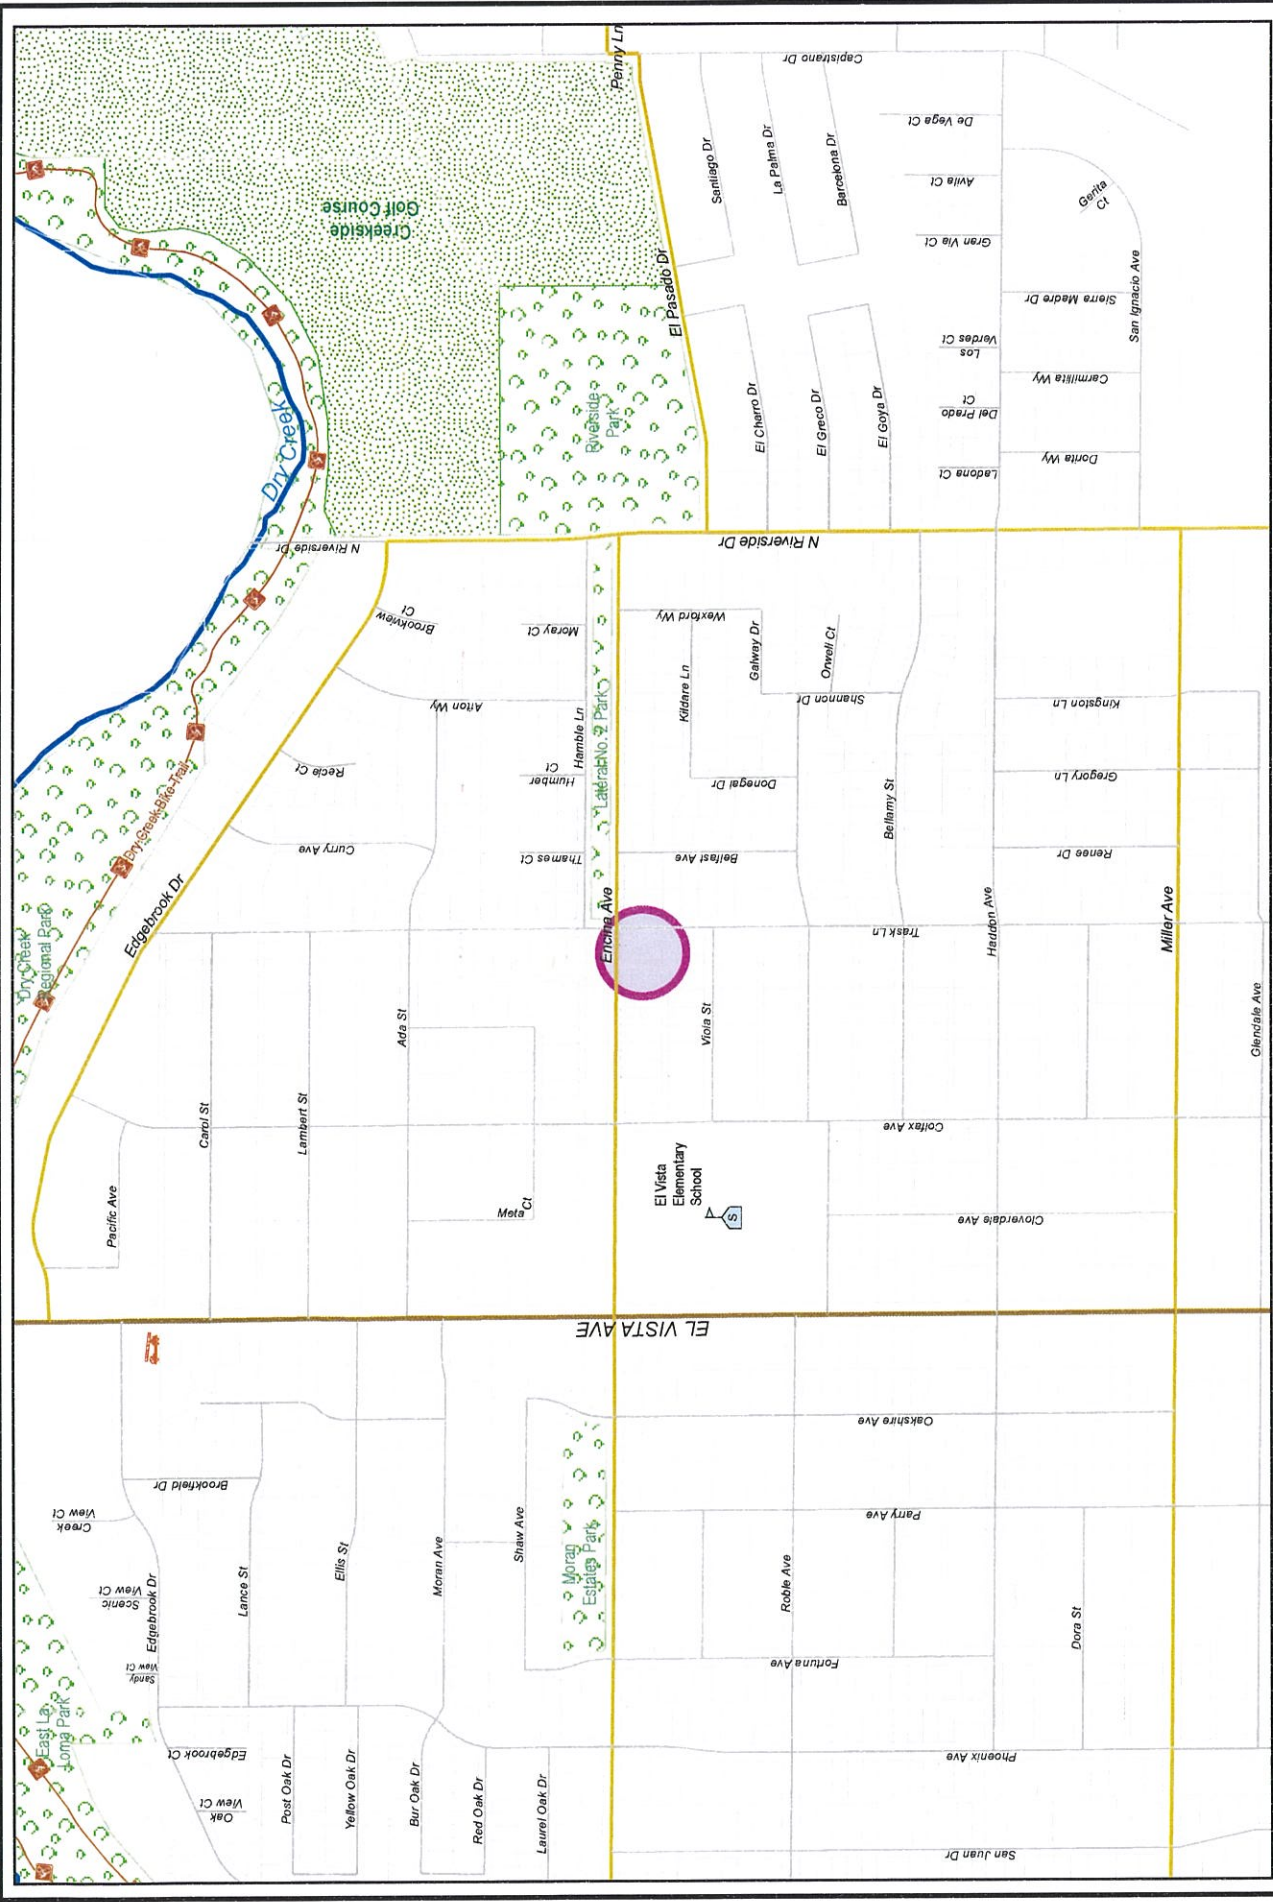 Penny Ln
Capistrano Dr
Creekside
Golf Course
Santiago Dr
La Palma Dr
Barcelona Dr
De Vega Ct
Avila Ct
Gran Via Ct
Gerita
Ct
El Pasado Dr
Sierra Madre Dr
San Ignacio Ave
Los
Verdes Ct
Carmilita Wy
Del Prado
Ct
Dorita Wy
Ladona Ct
El Charro Dr
El Greco Dr
El Goya Dr
Riverside
Park
Dry Creek
N Riverside Dr
N Riverside Dr
Brookview
Ct
Moray Ct
Wexford Wy
Galway Dr
Orwell Ct
Kildare Ln
Shannon Dr
Afton Wy
Hamble Ln
Lateral No. 2 Park
Kingston Ln
Recie Ct
Humber
Ct
Donegal Dr
Gregory Ln
Bellamy St
Curry Ave
Thames Ct
Belfast Ave
Renee Dr
Dry Creek Bike Trail
Edgebrook Dr
Dry Creek
Regional Park
Encina Ave
Trask Ln
Haddon Ave
Miller Ave
Ada St
Viola St
Glendale Ave
Carol St
Lambert St
Colfax Ave
Pacific Ave
Meta Ct
El Vista
Elementary
School
S
Cloverdale Ave
EL VISTA AVE
Oakshire Ave
Brookfield Dr
Creek
View Ct
Parry Ave
Shaw Ave
Ellis St
Moran Ave
Moran
Estates Park
Lance St
Scenic
View Ct
Edgebrook Dr
Roble Ave
Dora St
Sandy
View Ct
Fortuna Ave
East La
Loma Park
Edgebrook Ct
Phoenix Ave
Oak
View Ct
Post Oak Dr
Yellow Oak Dr
Bur Oak Dr
Red Oak Dr
Laurel Oak Dr
San Juan Dr